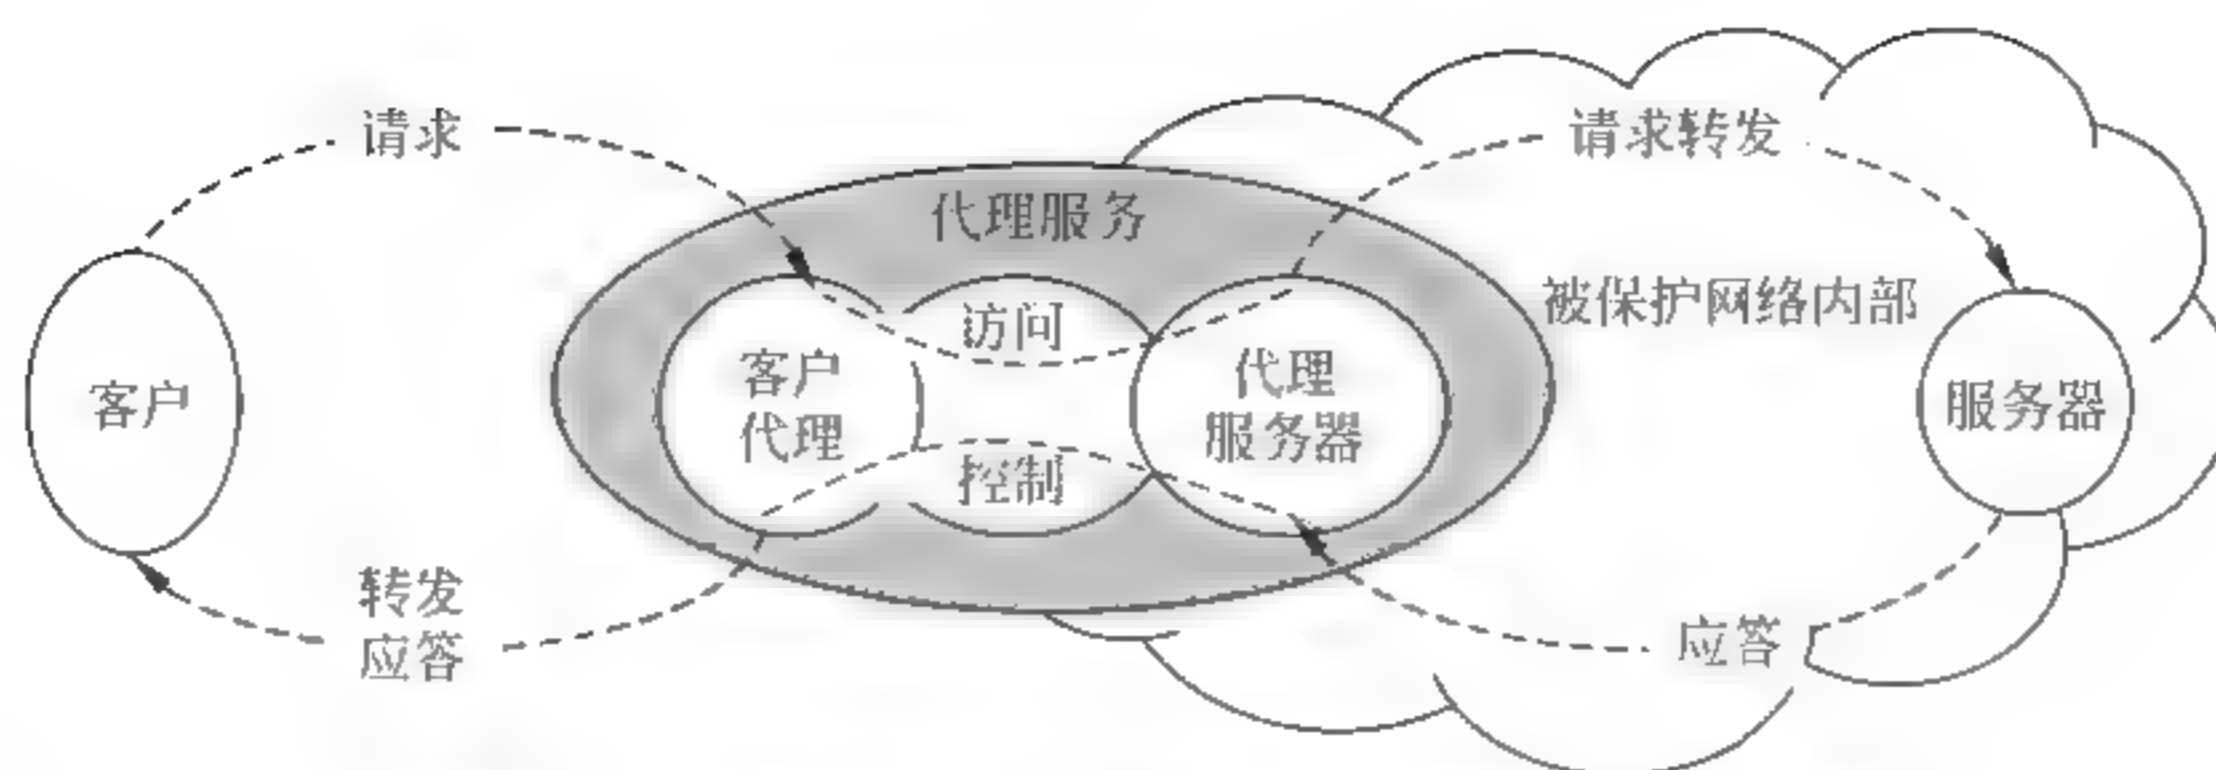 请求
请求转发
代理服务
被保护网络内部
访问
客户
客户
代理
代理
服务器
服务器
控制
转发
应答
应答